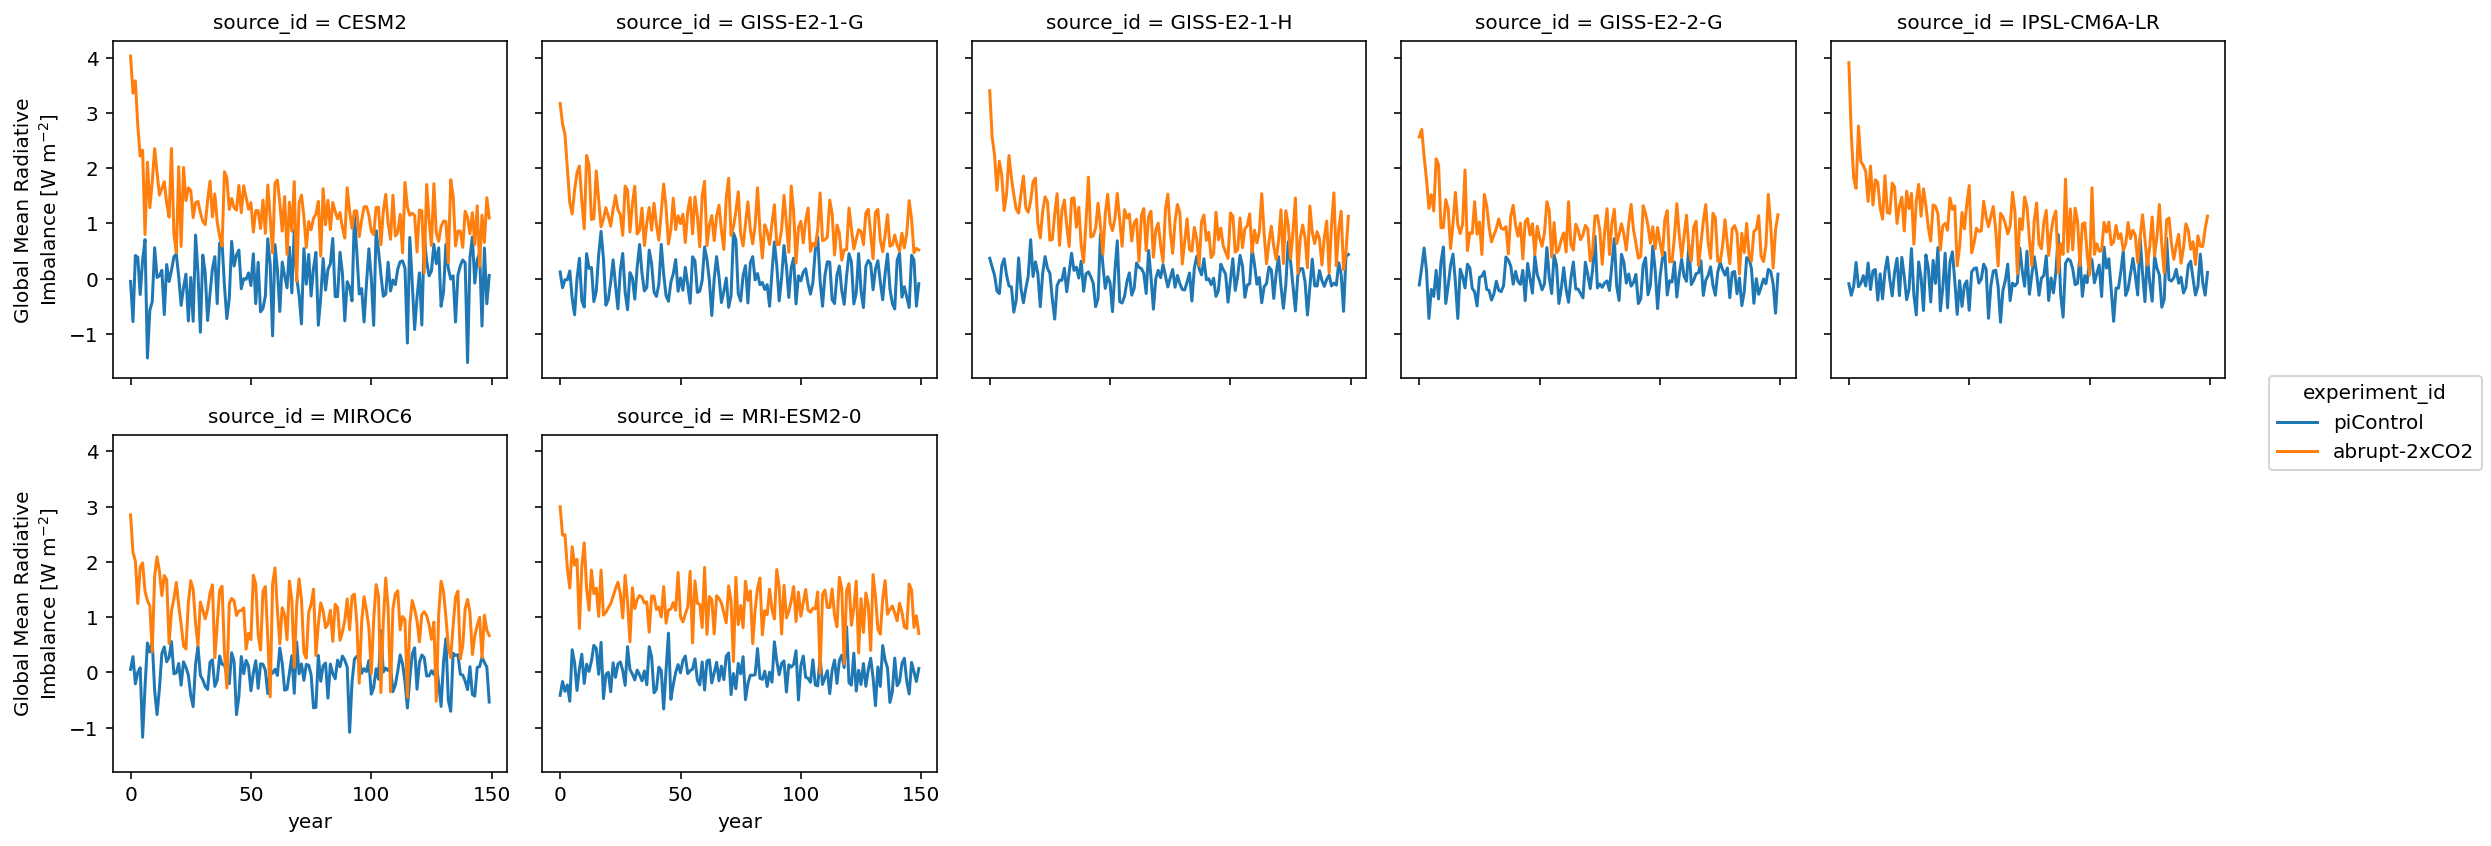 source_id = CESM2
source_id = GISS-E2-1-G
source_id = GISS-E2-1-H
source_id = GISS-E2-2-G
source_id = IPSL-CM6A-LR
Global Mean Radiative
Imbalance [W m⁻²]
4
3
2
1
0
−1
source_id = MIROC6
source_id = MRI-ESM2-0
Global Mean Radiative
Imbalance [W m⁻²]
4
3
2
1
0
−1
0 50 100 150
year
0 50 100 150
year
experiment_id
piControl
abrupt-2xCO2